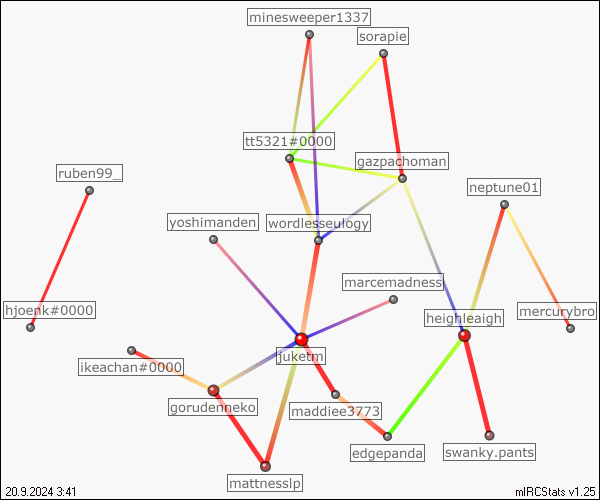 minesweeper1337
sorapie
tt5321#0000
gazpachoman
ruben99_
neptune01
yoshimanden
wordlesseulogy
marcemadness
hjoerk#0000
heighleaigh
mercurybro
juketm
ikeachan#0000
gorudenneko
maddiee3773
edgepanda
swanky.pants
mattnesslp
20.9.2024 3:41
mIRCStats v1.25